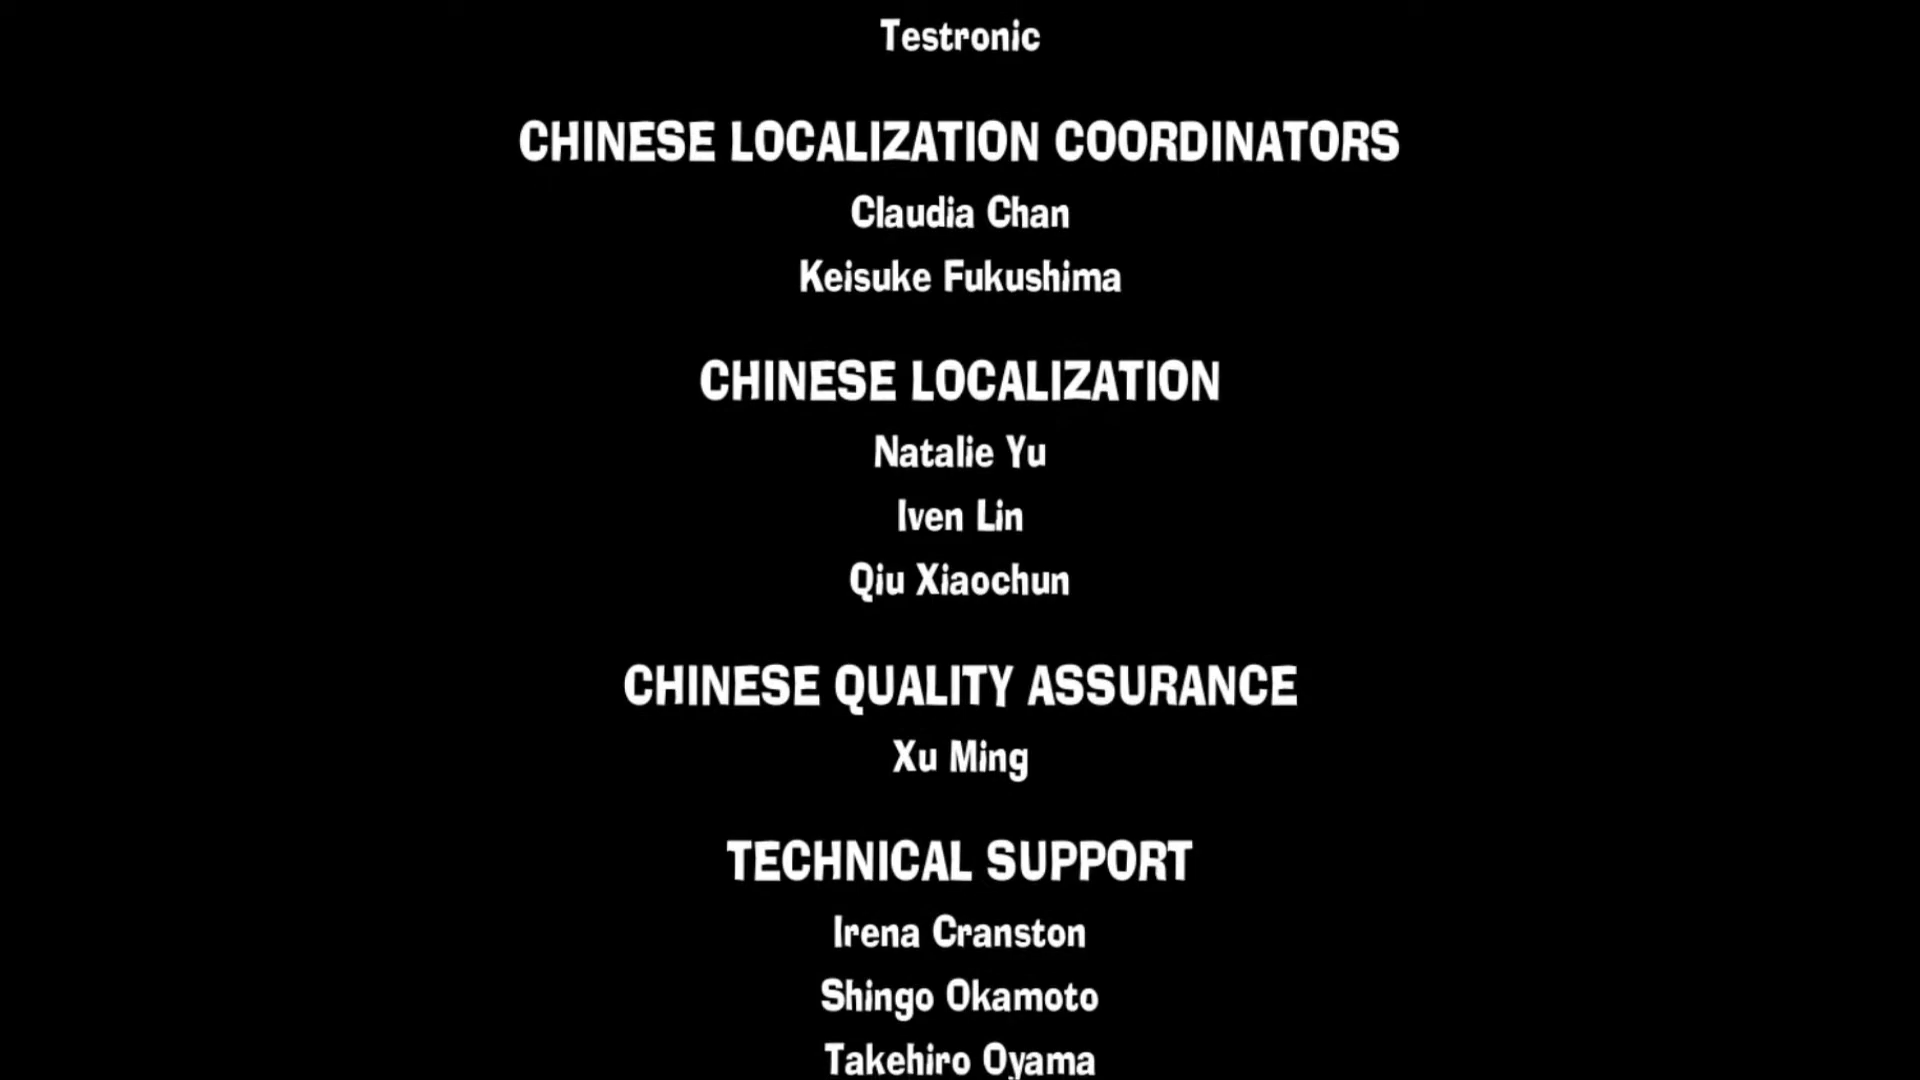 Testronic
CHINESE LOCALIZATION COORDINATORS
Claudia Chan
Keisuke Fukushima
CHINESE LOCALIZATION
Natalie Yu
Iven Lin
Qiu Xiaochun
CHINESE QUALITY ASSURANCE
Xu Ming
TECHNICAL SUPPORT
Irena Cranston
Shingo Okamoto
Takehiro Oyama